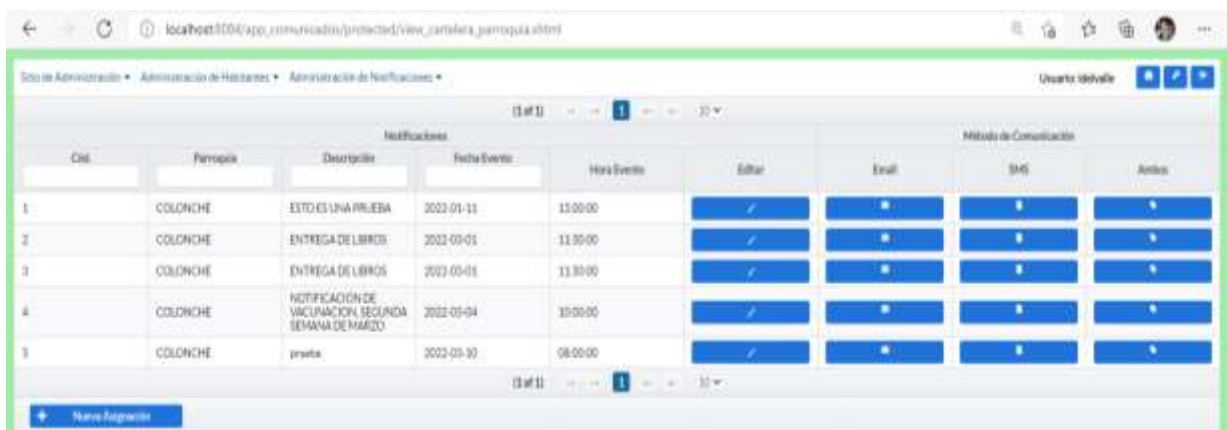 localhost:8084/app_comunicados/protected/view_cartelera_parroquia.xhtml
Sitio de Administración Administración de Habitantes Administración de Notificaciones Usuario: ldelvalle
(1 of 1) 1 10
Notificaciones Método de Comunicación
Cód. Parroquia Descripción Fecha Evento Hora Evento Editar Email SMS Ambos
1 COLONCHE ESTO ES UNA PRUEBA 2022-01-11 13:00:00
2 COLONCHE ENTREGA DE LIBROS 2022-03-01 11:30:00
3 COLONCHE ENTREGA DE LIBROS 2022-03-01 11:30:00
4 COLONCHE NOTIFICACION DE VACUNACION, SEGUNDA SEMANA DE MARZO 2022-03-04 10:00:00
5 COLONCHE prueba 2022-03-10 08:00:00
(1 of 1) 1 10
Nueva Asignación